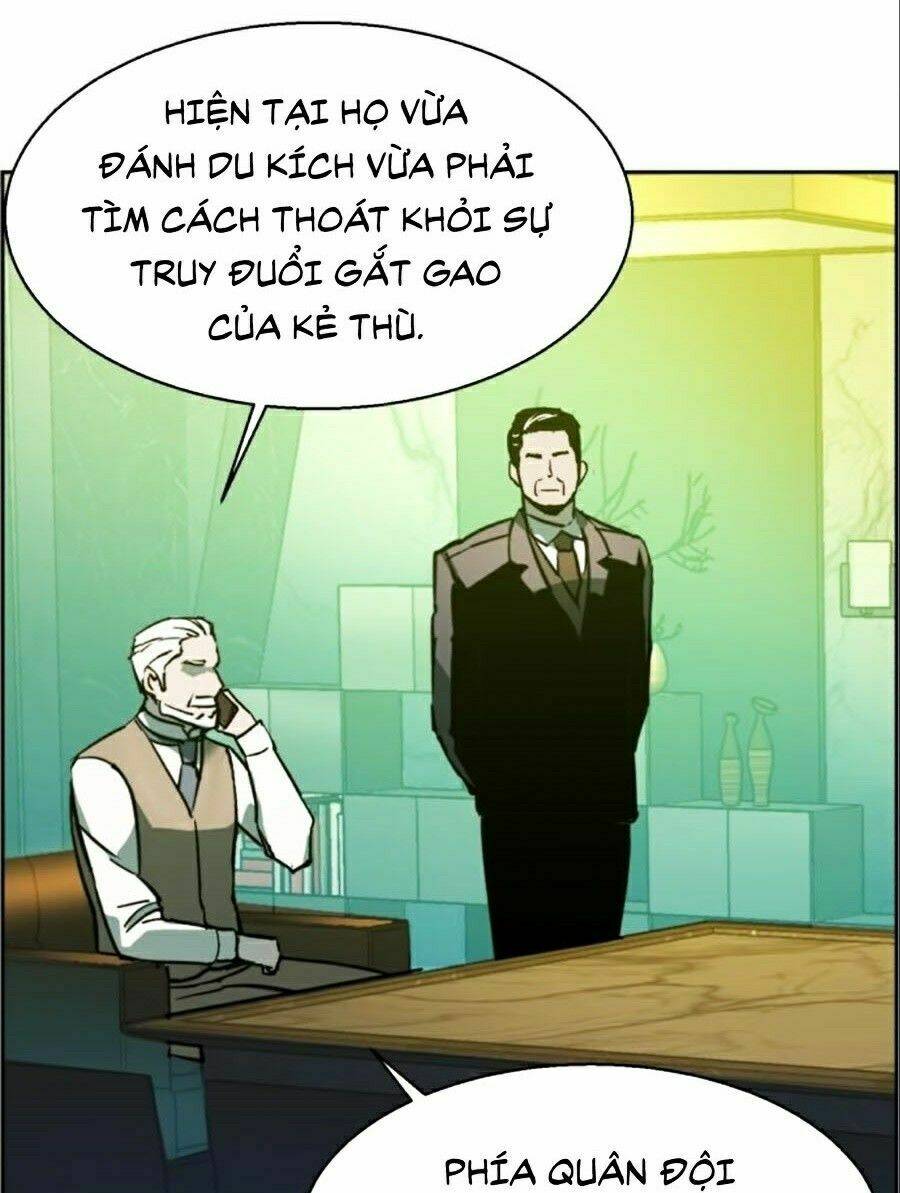 HIỆN TẠI HỌ VỪA
ĐÁNH DU KÍCH VỪA PHẢI
TÌM CÁCH THOÁT KHỎI SỰ
TRUY ĐUỔI GẮT GAO
CỦA KẺ THÙ.
PHÍA QUÂN ĐỘI